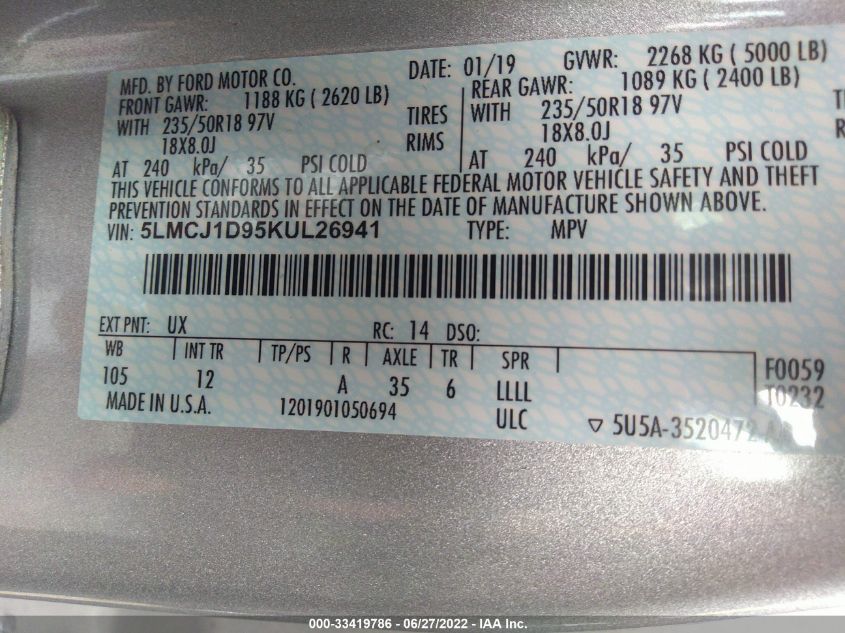 MFD. BY FORD MOTOR CO. DATE: 01/19 GVWR: 2268 KG ( 5000 LB)
FRONT GAWR: 1188 KG ( 2620 LB) REAR GAWR: 1089 KG ( 2400 LB)
WITH 235/50R18 97V TIRES WITH 235/50R18 97V
18X8.0J RIMS 18X8.0J
AT 240 kPa/ 35 PSI COLD AT 240 kPa/ 35 PSI COLD
THIS VEHICLE CONFORMS TO ALL APPLICABLE FEDERAL MOTOR VEHICLE SAFETY AND THEFT
PREVENTION STANDARDS IN EFFECT ON THE DATE OF MANUFACTURE SHOWN ABOVE.
VIN: 5LMCJ1D95KUL26941 TYPE: MPV
EXT PNT: UX RC: 14 DSO:
WB INT TR TP/PS R AXLE TR SPR
105 12 A 35 6 LLLL F0059
T0232
MADE IN U.S.A. 1201901050694 ULC 5U5A-3520472
000-33419786 - 06/27/2022 - IAA Inc.